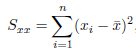 $$S_{xx} = \sum_{i=1}^{n} (x_i - \bar{x})^2.$$